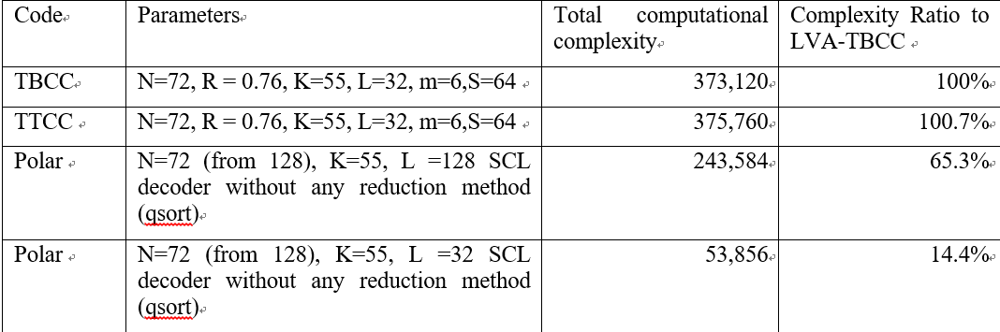 Code
Parameters
Total computational
complexity
Complexity Ratio to
LVA-TBCC
TBCC
N=72, R = 0.76, K=55, L=32, m=6,S=64
373,120
100%
TTCC
N=72, R = 0.76, K=55, L=32, m=6,S=64
375,760
100.7%
Polar
N=72 (from 128), K=55, L =128 SCL
decoder without any reduction method
(qsort)
243,584
65.3%
Polar
N=72 (from 128), K=55, L =32 SCL
decoder without any reduction method
(qsort)
53,856
14.4%